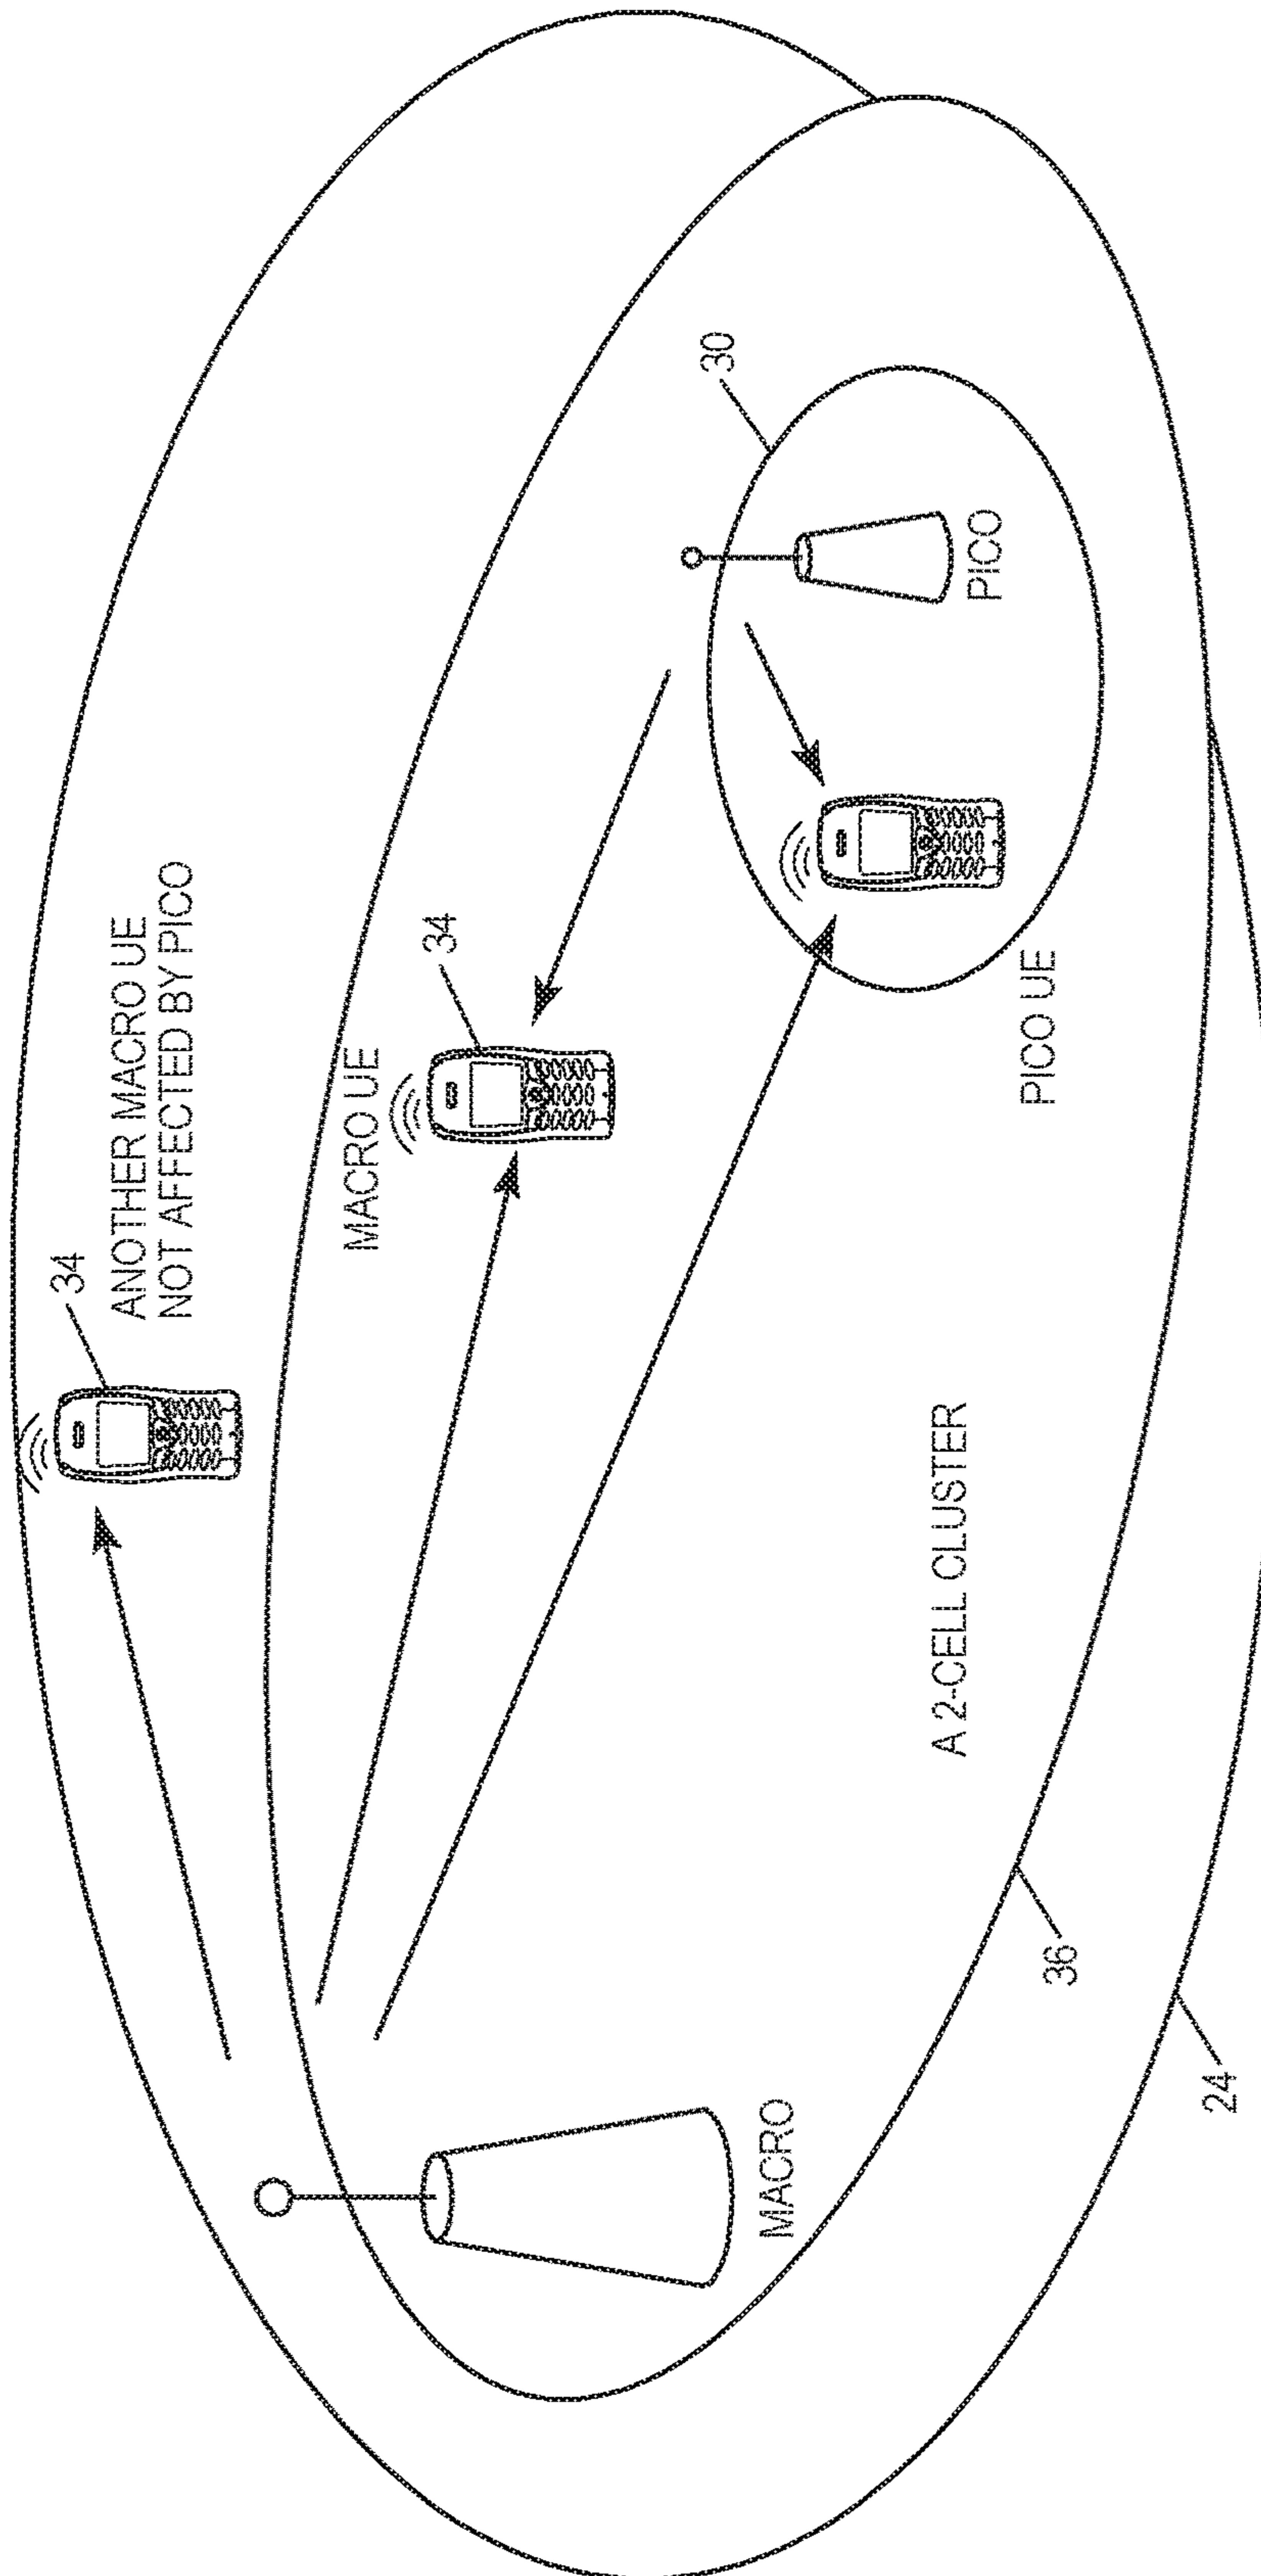 34
ANOTHER MACRO UE
NOT AFFECTED BY PICO
MACRO UE
34
30
PICO
PICO UE
A 2-CELL CLUSTER
MACRO
36
24